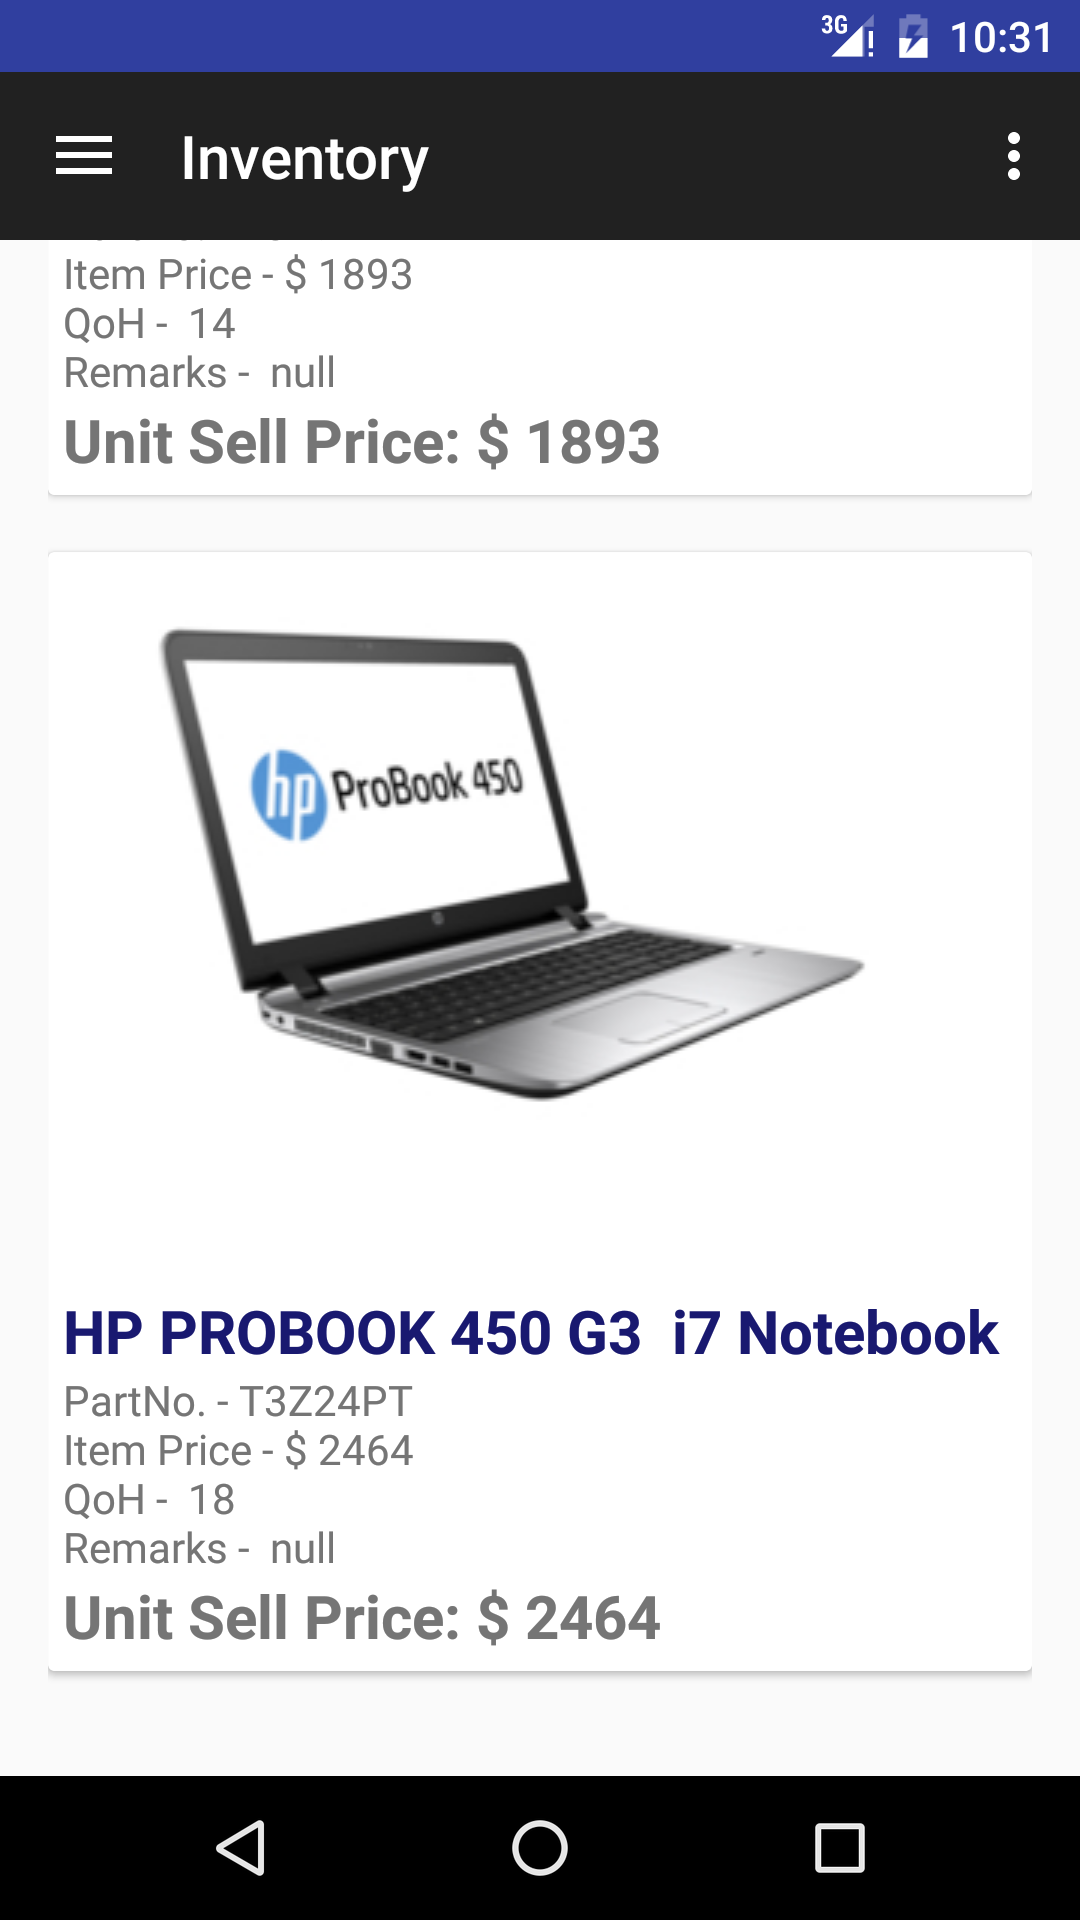 3G 10:31
Inventory
Item Price - $ 1893
QoH - 14
Remarks - null
Unit Sell Price: $ 1893
hp ProBook 450
HP PROBOOK 450 G3 i7 Notebook
PartNo. - T3Z24PT
Item Price - $ 2464
QoH - 18
Remarks - null
Unit Sell Price: $ 2464